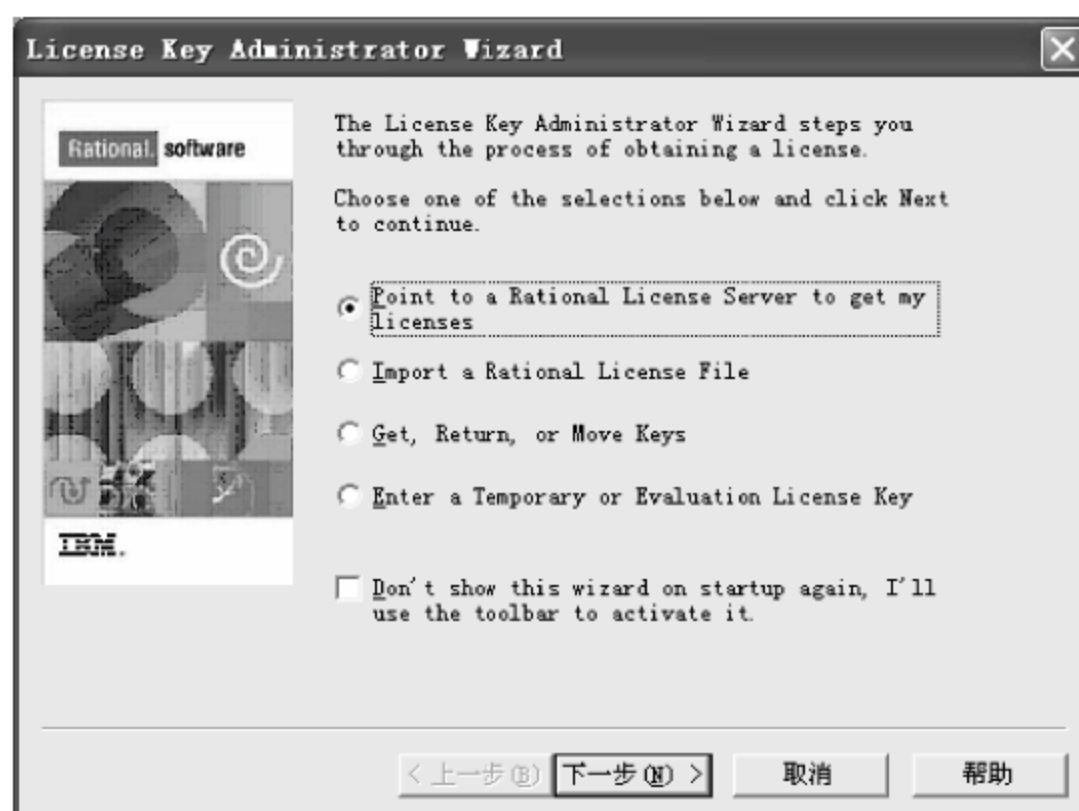 License Key Administrator Wizard
Rational. software
The License Key Administrator Wizard steps you
through the process of obtaining a license.
Choose one of the selections below and click Next
to continue.
Point to a Rational License Server to get my
licenses
Import a Rational License File
Get, Return, or Move Keys
Enter a Temporary or Evaluation License Key
IBM.
Don't show this wizard on startup again, I'll
use the toolbar to activate it.
< 上一步(B) 下一步(N) > 取消 帮助